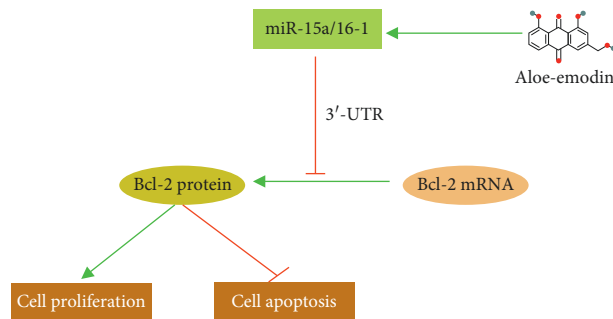 miR-15a/16-1
Aloe-emodin
3′-UTR
Bcl-2 protein
Bcl-2 mRNA
Cell proliferation
Cell apoptosis